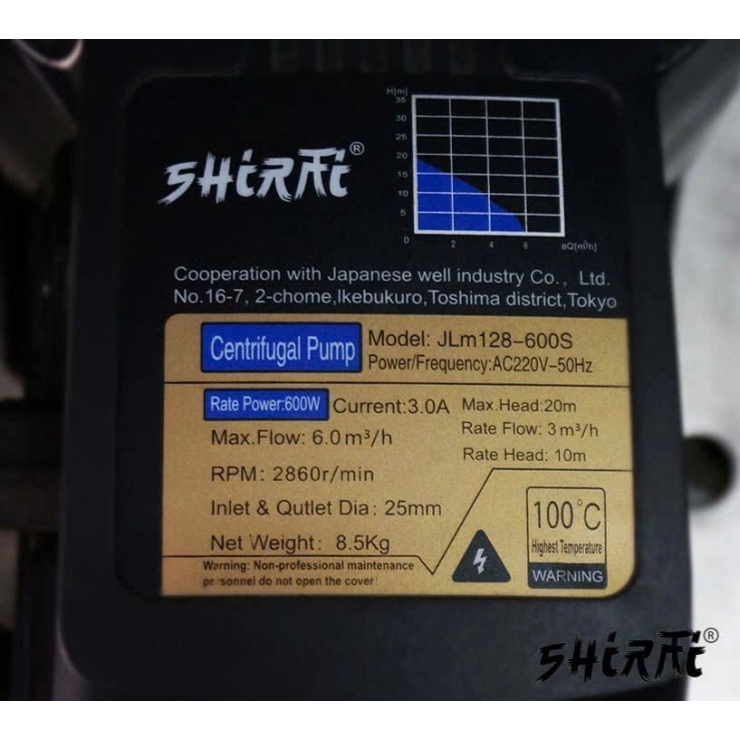 H[m]
35
30
25
20
15
10
5
0 2 4 6 8Q[m³/h]
SHiRAi®
Cooperation with Japanese well industry Co., Ltd.
No.16-7, 2-chome,Ikebukuro,Toshima district,Tokyo
Centrifugal Pump
Model: JLm128-600S
Power/Frequency:AC220V-50Hz
Rate Power:600W Current:3.0A Max.Head:20m
Max.Flow: 6.0m³/h Rate Flow: 3m³/h
RPM: 2860r/min Rate Head: 10m
Inlet & Qutlet Dia: 25mm
Net Weight: 8.5Kg
100°C
Highest Temperature
WARNING
Warning: Non-professional maintenance
personnel do not open the cover
SHiRAi®